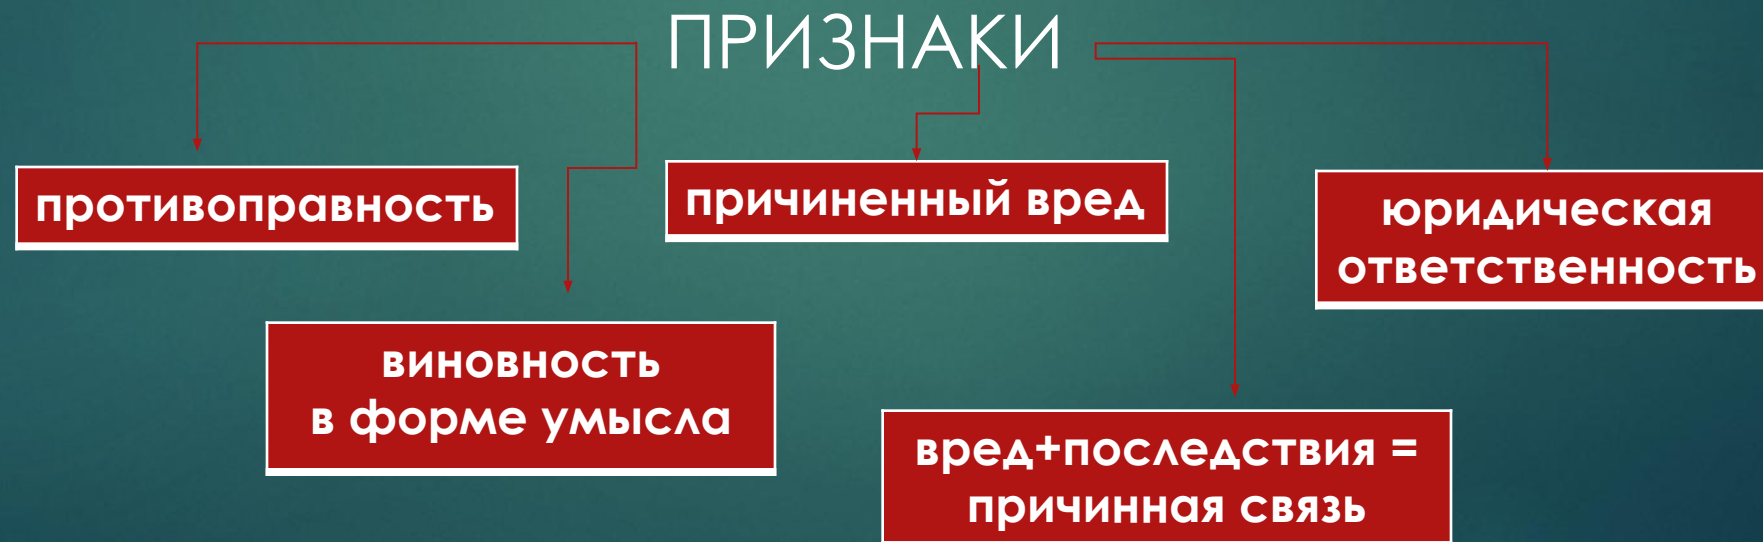 ПРИЗНАКИ
противоправность
причиненный вред
юридическая
ответственность
виновность
в форме умысла
вред+последствия =
причинная связь